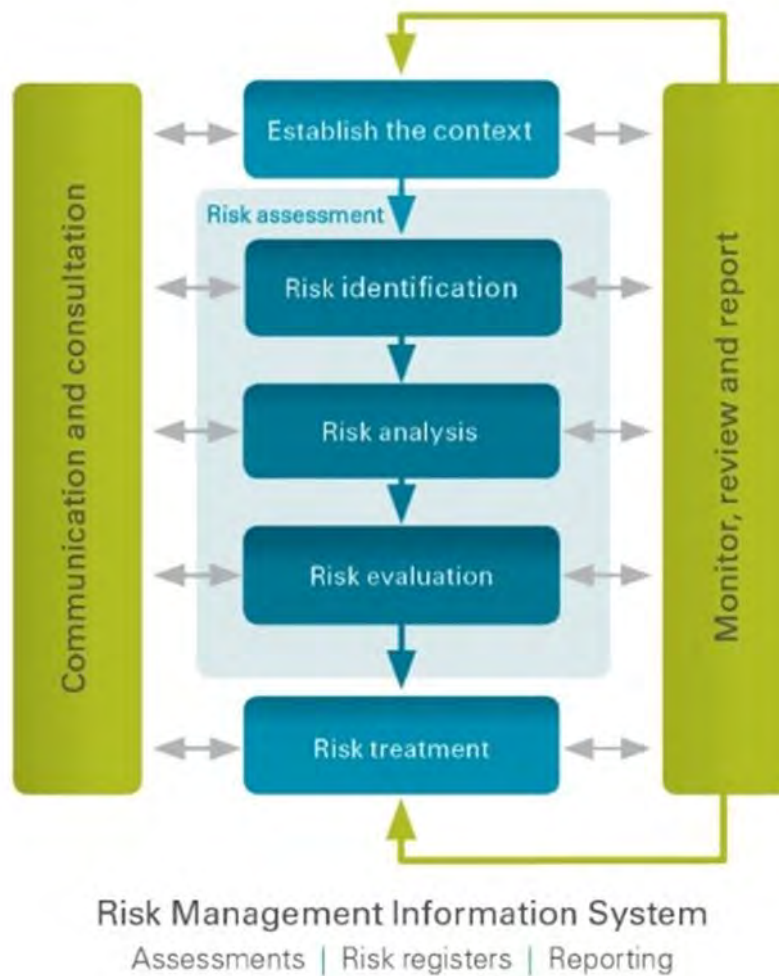 Establish the context
Risk assessment
Risk identification
Risk analysis
Risk evaluation
Risk treatment
Communication and consultation
Monitor, review and report
Risk Management Information System
Assessments | Risk registers | Reporting